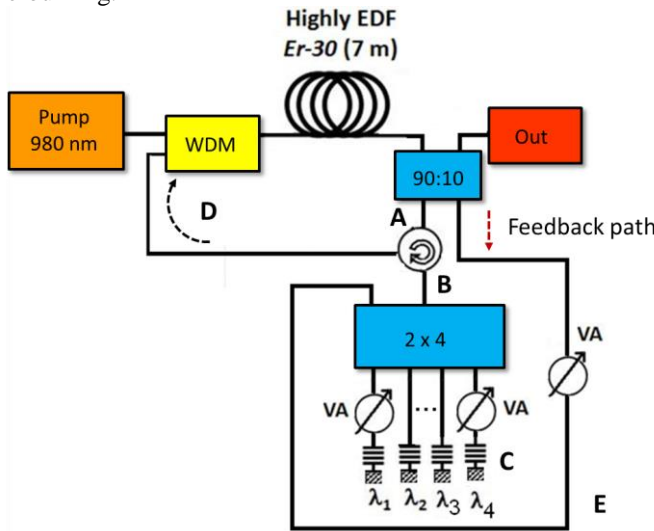 Highly EDF
Er-30 (7 m)
Pump
980 nm
WDM
Out
90:10
D
A
Feedback path
B
2 x 4
VA
VA
...
VA
C
λ1 λ2 λ3 λ4
E